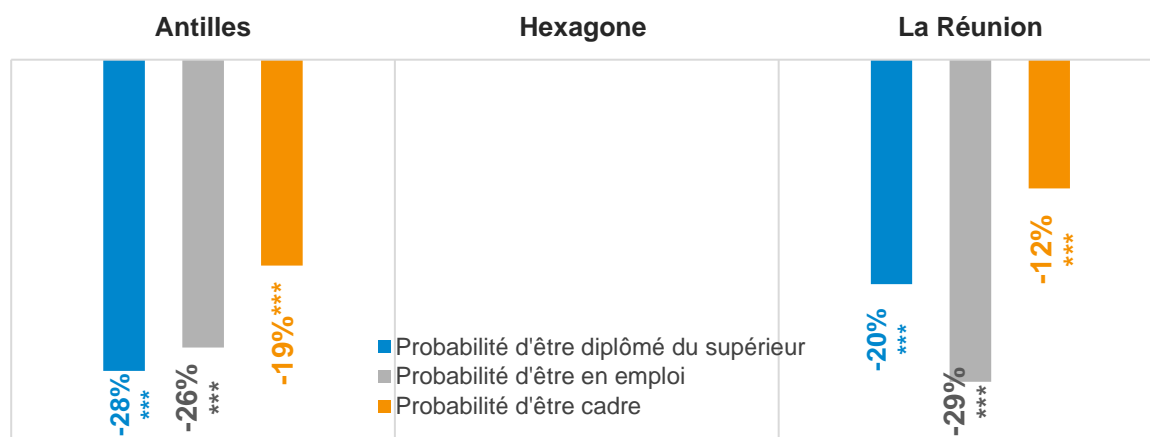 Antilles
Hexagone
La Réunion
-28%
***
-26%
***
-19%***
Probabilité d'être diplômé du supérieur
Probabilité d'être en emploi
Probabilité d'être cadre
-20%
***
-29%
***
-12%
***